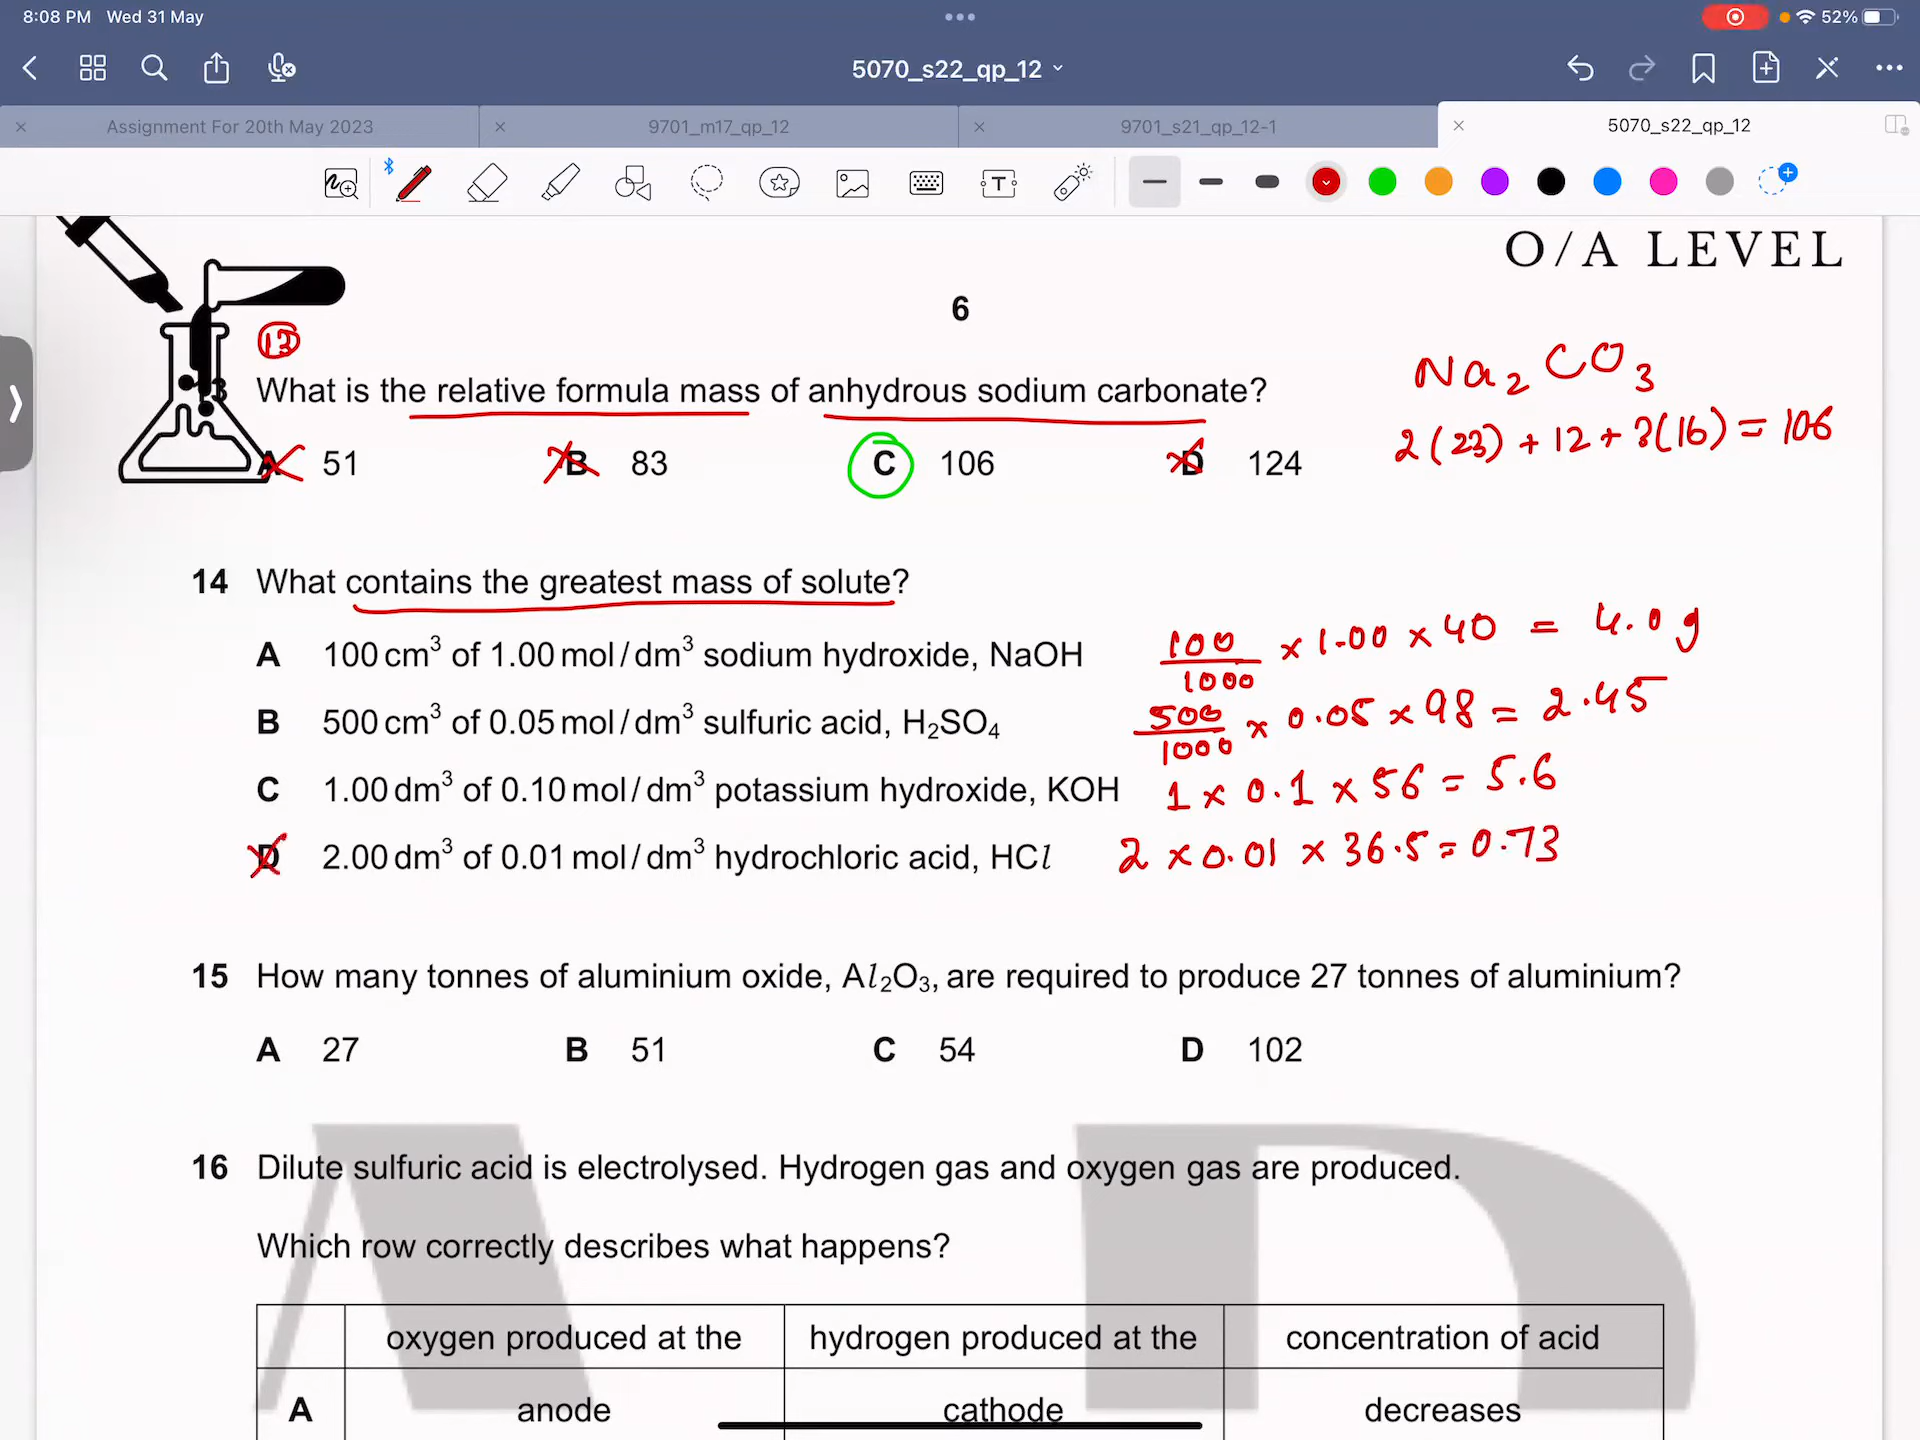 8:08 PM Wed 31 May
52%
5070_s22_qp_12
Assignment For 20th May 2023
9701_m17_qp_12
9701_s21_qp_12-1
5070_s22_qp_12
O/A LEVEL
6
13
What is the relative formula mass of anhydrous sodium carbonate?
A 51 B 83 C 106 D 124
Na₂CO₃
2(23) + 12 + 3(16) = 106
14 What contains the greatest mass of solute?
A 100 cm³ of 1.00 mol/dm³ sodium hydroxide, NaOH
100/1000 × 1.00 × 40 = 4.0 g
B 500 cm³ of 0.05 mol/dm³ sulfuric acid, H₂SO₄
500/1000 × 0.05 × 98 = 2.45
C 1.00 dm³ of 0.10 mol/dm³ potassium hydroxide, KOH
1 × 0.1 × 56 = 5.6
D 2.00 dm³ of 0.01 mol/dm³ hydrochloric acid, HCl
2 × 0.01 × 36.5 = 0.73
15 How many tonnes of aluminium oxide, Al₂O₃, are required to produce 27 tonnes of aluminium?
A 27 B 51 C 54 D 102
16 Dilute sulfuric acid is electrolysed. Hydrogen gas and oxygen gas are produced.
Which row correctly describes what happens?
oxygen produced at the hydrogen produced at the concentration of acid
A anode cathode decreases